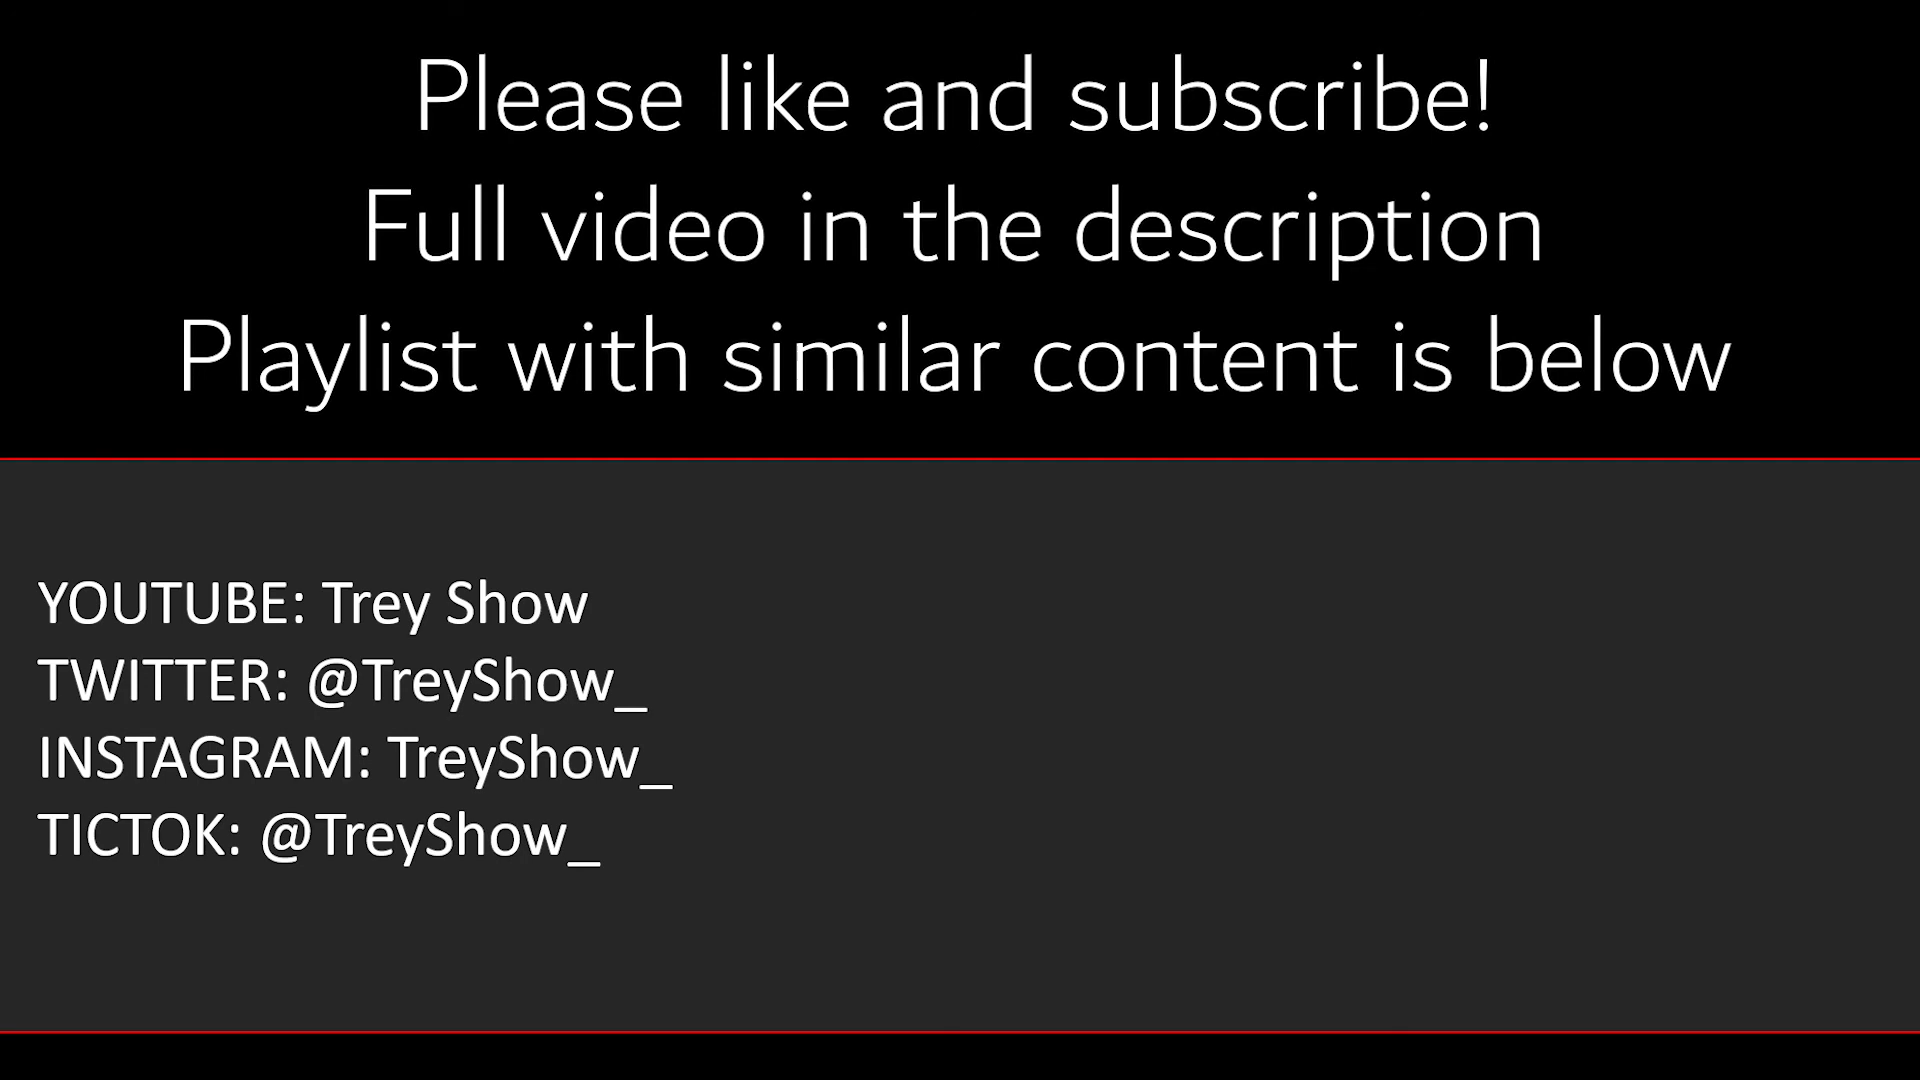 Please like and subscribe!
Full video in the description
Playlist with similar content is below
YOUTUBE: Trey Show
TWITTER: @TreyShow_
INSTAGRAM: TreyShow_
TICTOK: @TreyShow_